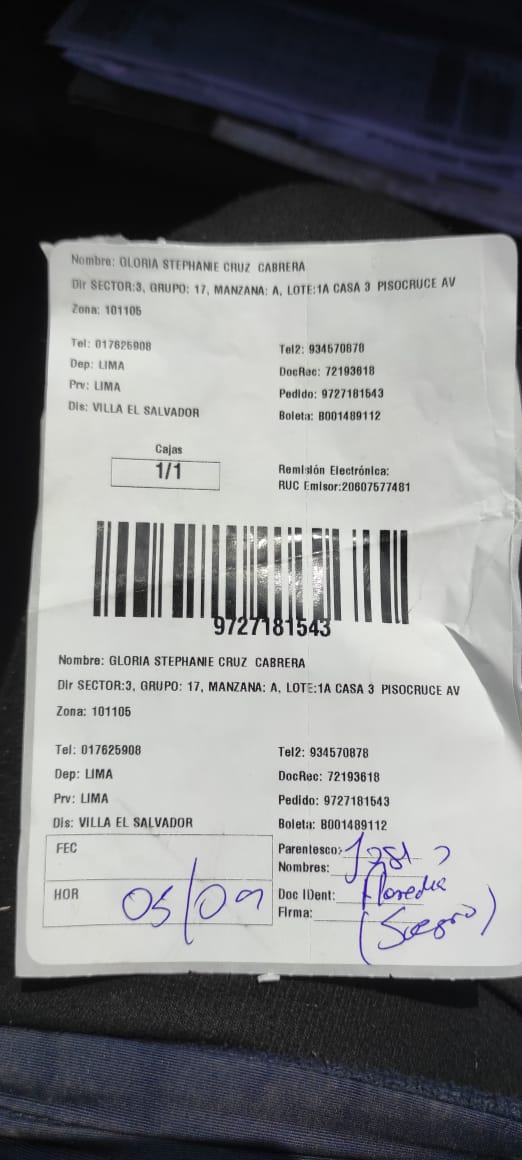 Nombre: GLORIA STEPHANIE CRUZ CABRERA
Dir SECTOR:3, GRUPO: 17, MANZANA: A, LOTE:1A CASA 3 PISOCRUCE AV
Zona: 101105
Tel: 017625908 Tel2: 934570878
Dep: LIMA DocRec: 72193618
Prv: LIMA Pedido: 9727181543
Dis: VILLA EL SALVADOR Boleta: B001489112
Cajas
1/1
Remisión Electrónica:
RUC Emisor:20607577481
9727181543
Nombre: GLORIA STEPHANIE CRUZ CABRERA
Dir SECTOR:3, GRUPO: 17, MANZANA: A, LOTE:1A CASA 3 PISOCRUCE AV
Zona: 101105
Tel: 017625908 Tel2: 934570878
Dep: LIMA DocRec: 72193618
Prv: LIMA Pedido: 9727181543
Dis: VILLA EL SALVADOR Boleta: B001489112
FEC Parentesco:
Nombres:
HOR 05/09 Doc IDent:
Firma: (Suegro)